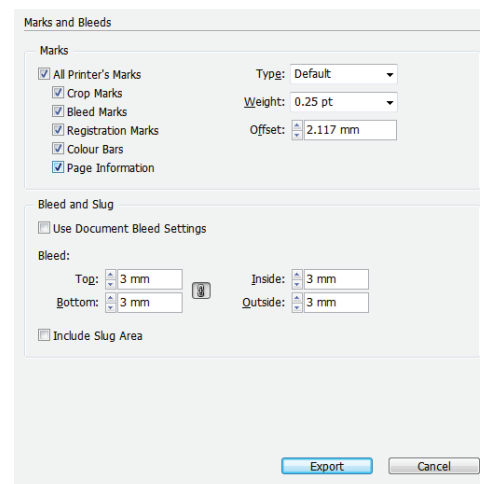 Marks and Bleeds
Marks
All Printer's Marks
Type: Default
Crop Marks
Weight: 0.25 pt
Bleed Marks
Registration Marks
Offset: 2.117 mm
Colour Bars
Page Information
Bleed and Slug
Use Document Bleed Settings
Bleed:
Top: 3 mm Inside: 3 mm
Bottom: 3 mm Outside: 3 mm
Include Slug Area
Export Cancel